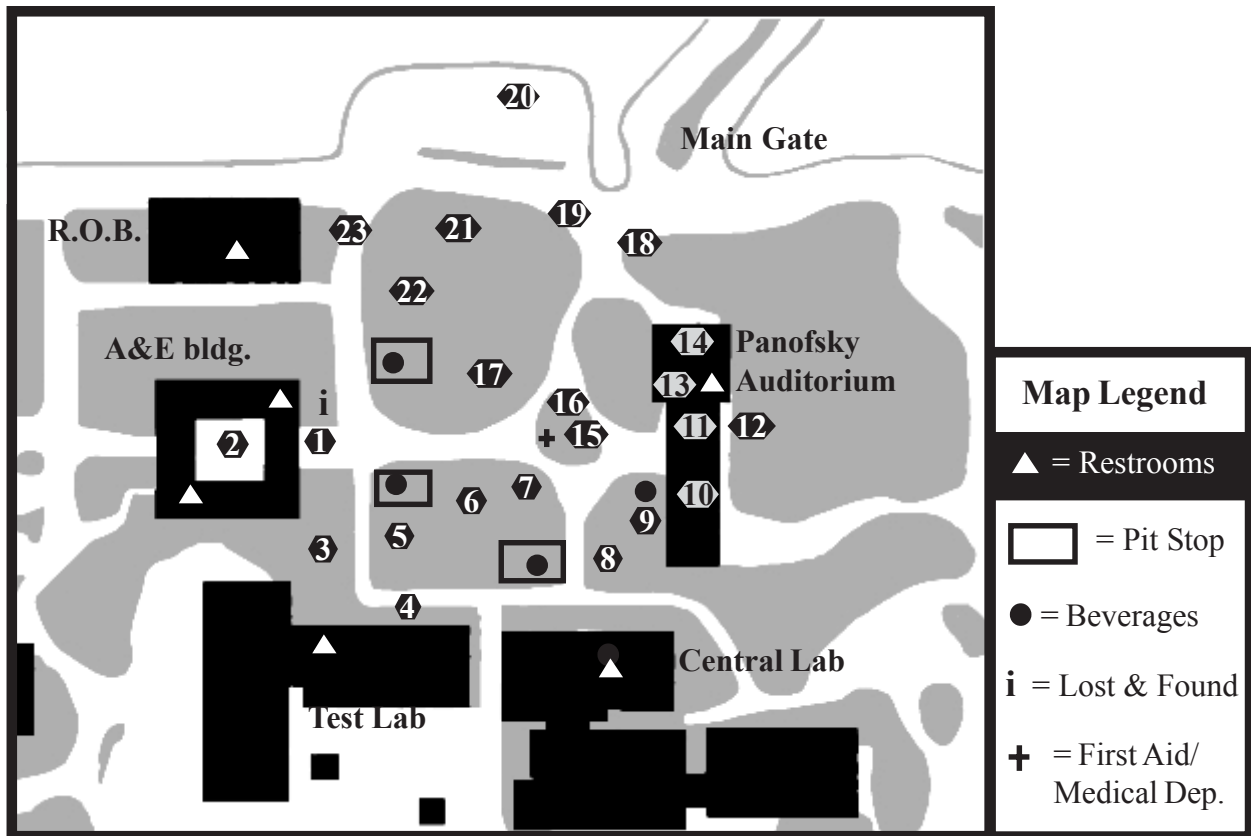 20
Main Gate
19
R.O.B.
23
21
18
22
A&E bldg.
14
Panofsky
17
13
Auditorium
i
16
2
1
15
11
12
6
7
10
5
9
3
8
4
Central Lab
Test Lab
Map Legend
= Restrooms
= Pit Stop
= Beverages
i = Lost & Found
= First Aid/
Medical Dep.